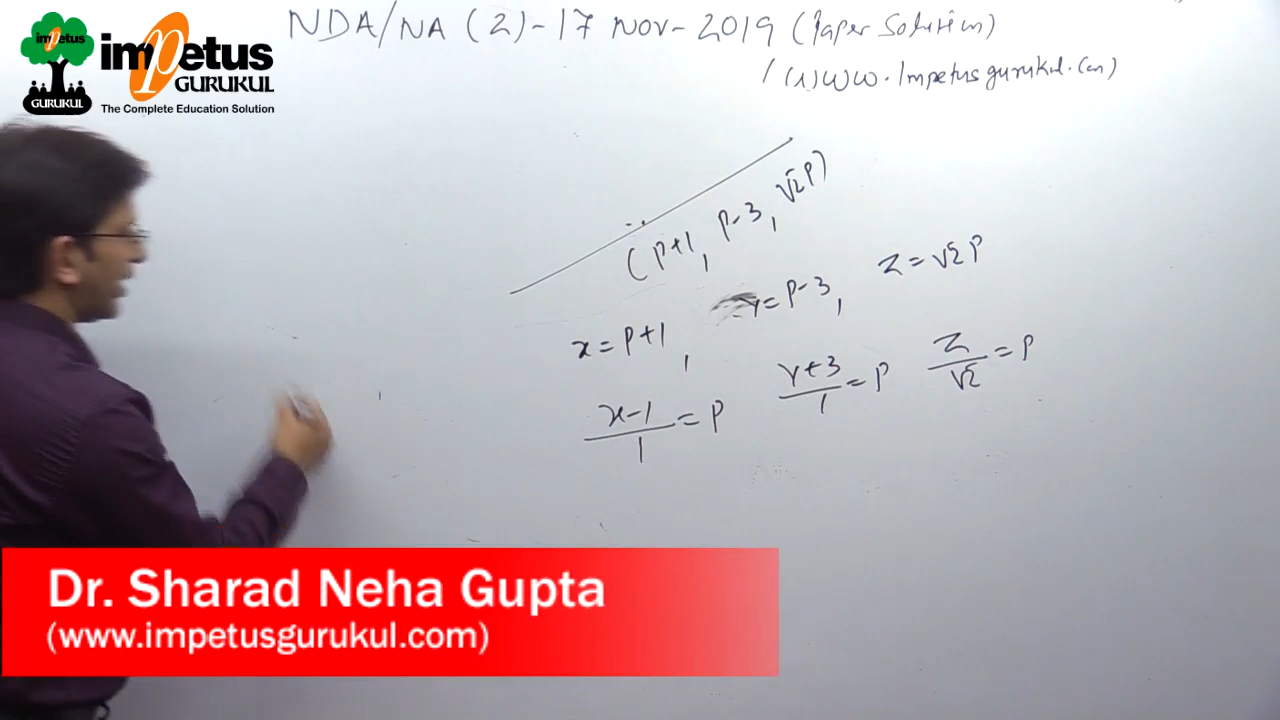 imPetus
GURUKUL
impetus
GURUKUL
The Complete Education Solution
NDA/NA (2)-17 Nov-2019 (Paper Solution)
www.Impetusgurukul.com)
(p+1, p-3, √2p)
x=p+1, y=p-3, z=√2p
x-1/1=p y+3/1=p z/√2=p
Dr. Sharad Neha Gupta
(www.impetusgurukul.com)